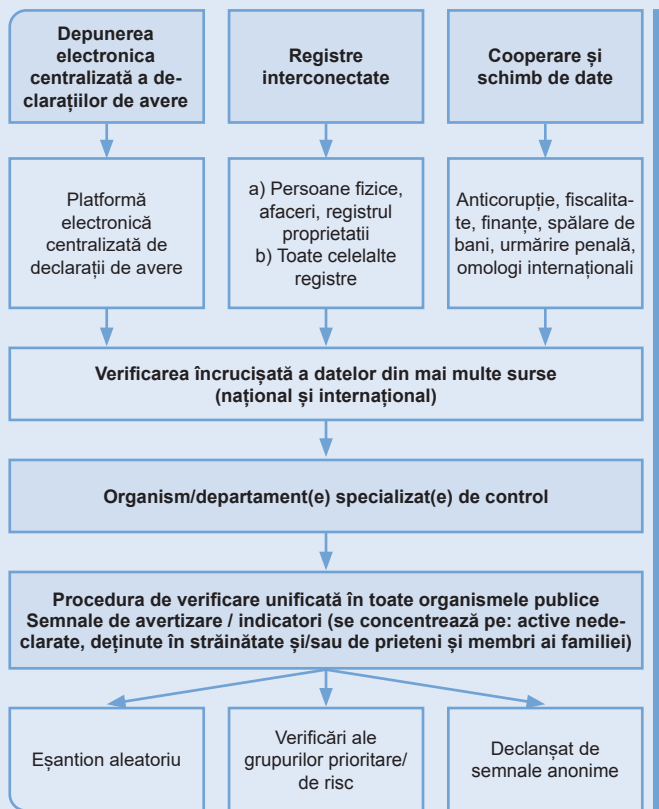 Depunerea
electronica
centralizată a de-
clarațiilor de avere
Registre
interconectate
Cooperare și
schimb de date
Platformă
electronică
centralizată de
declarații de avere
a) Persoane fizice,
afaceri, registrul
proprietatii
b) Toate celelalte
registre
Anticorupție, fiscalita-
te, finanțe, spălare de
bani, urmărire penală,
omologi internaționali
Verificarea încrucișată a datelor din mai multe surse
(național și internațional)
Organism/departament(e) specializat(e) de control
Procedura de verificare unificată în toate organismele publice
Semnale de avertizare / indicatori (se concentrează pe: active nede-
clarate, deținute în străinătate și/sau de prieteni și membri ai familiei)
Eșantion aleatoriu
Verificări ale
grupurilor prioritare/
de risc
Declanșat de
semnale anonime